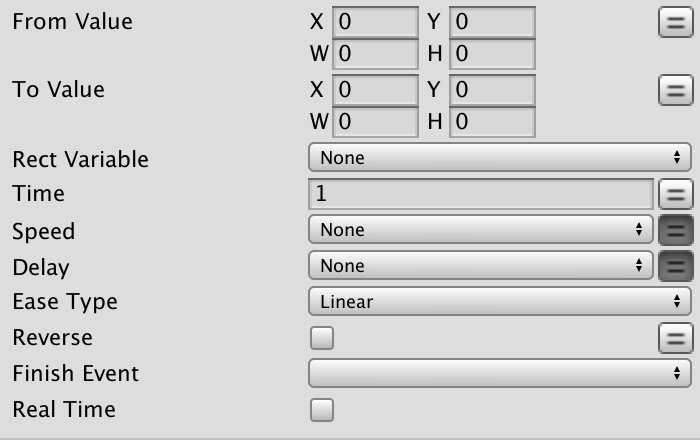 From Value X 0 Y 0
W 0 H 0
To Value X 0 Y 0
W 0 H 0
Rect Variable None
Time 1
Speed None
Delay None
Ease Type Linear
Reverse
Finish Event
Real Time